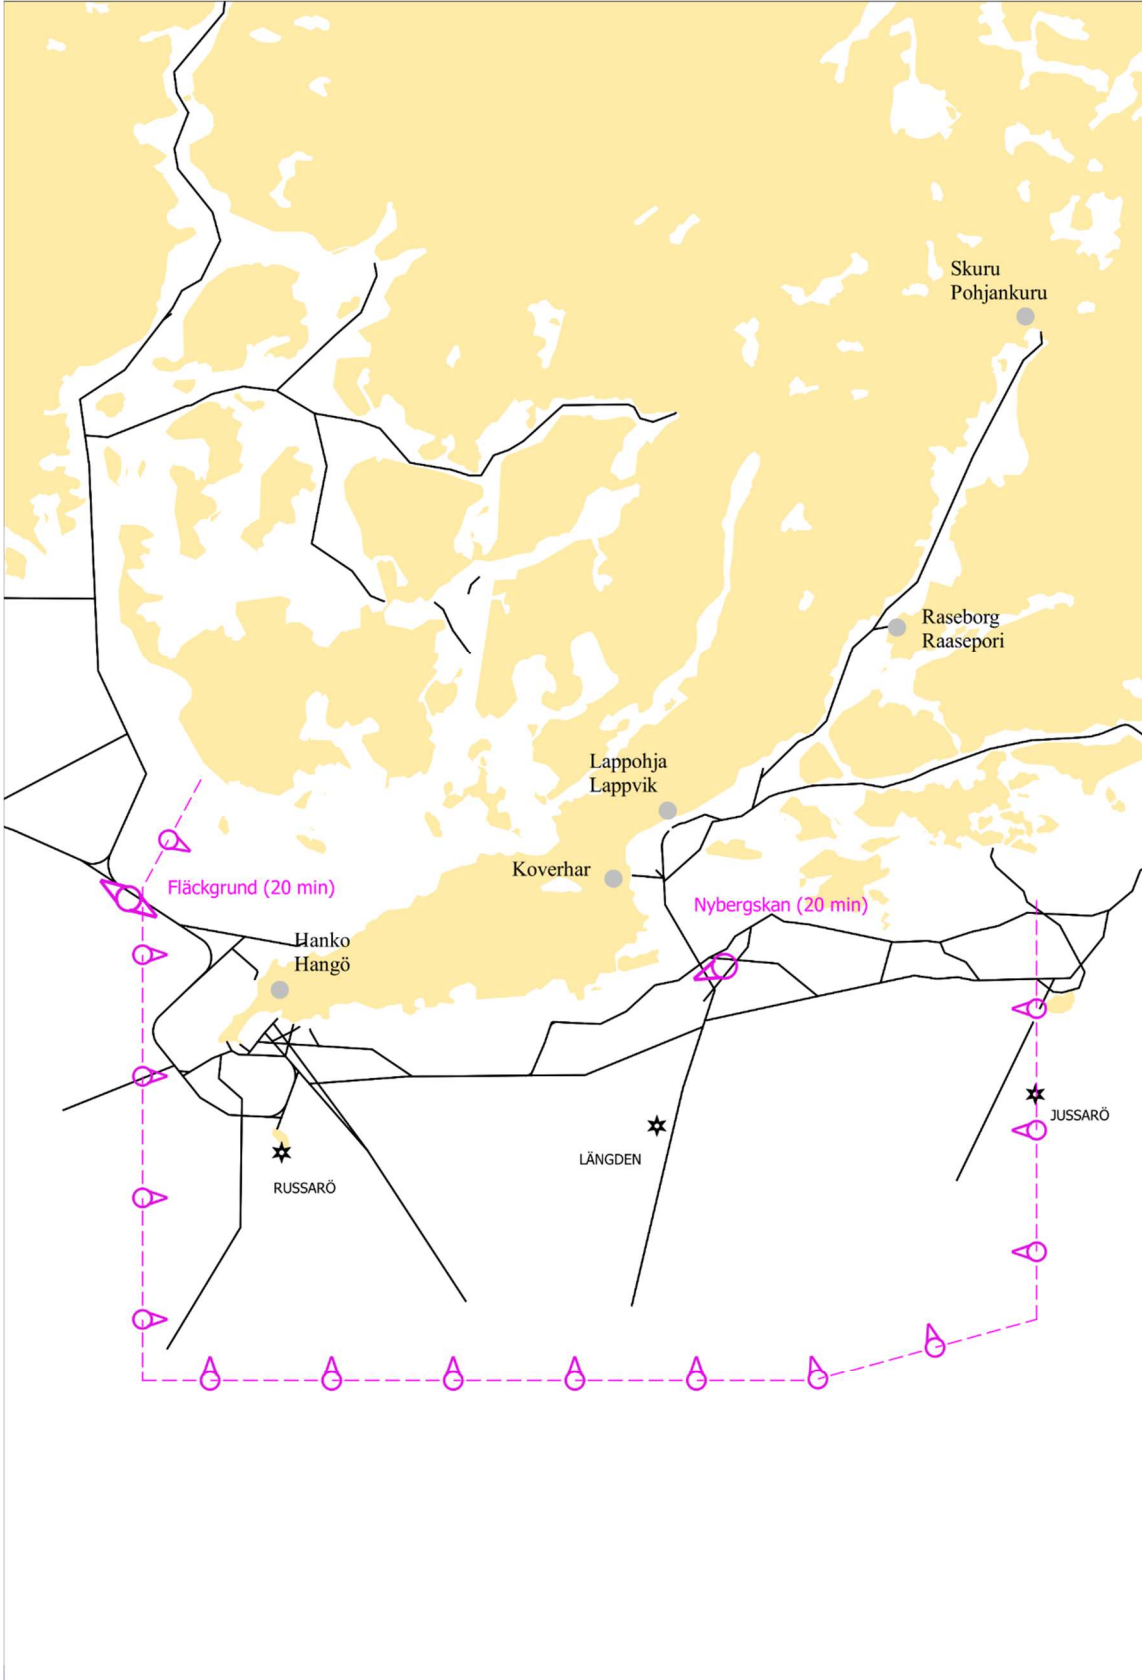 Skuru
Pohjankuru
Raseborg
Raasepori
Lappohja
Lappvik
Koverhar
Fläckgrund (20 min)
Nybergskan (20 min)
Hanko
Hangö
JUSSARÖ
LÄNGDEN
RUSSARÖ